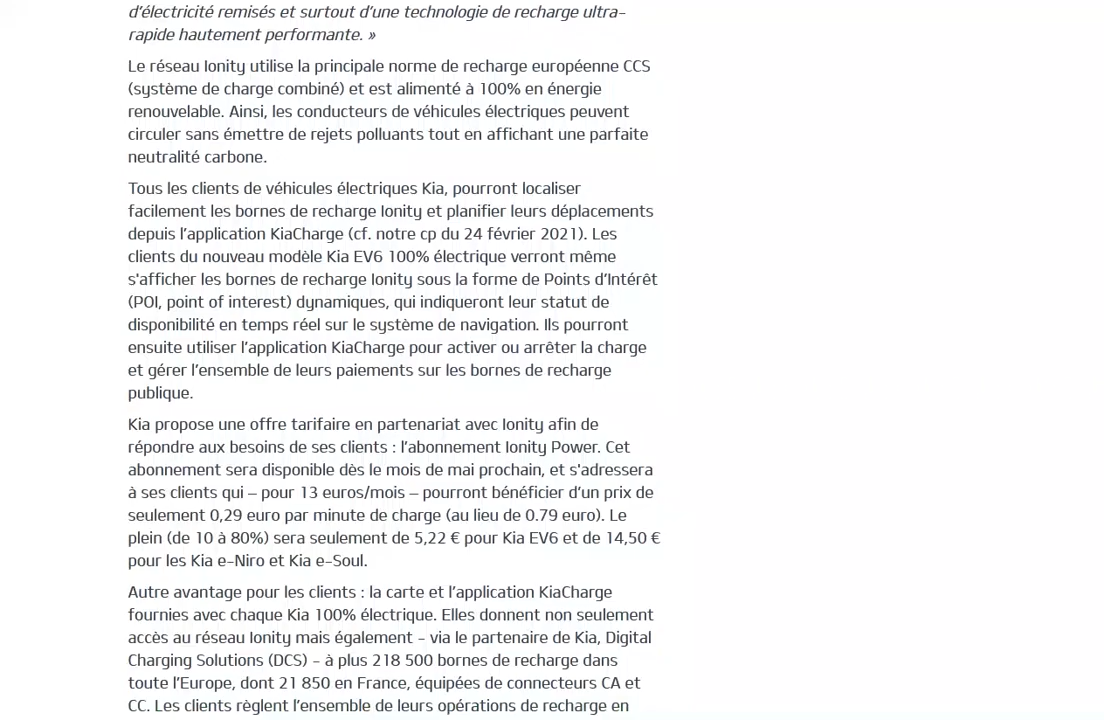 d'électricité remisés et surtout d'une technologie de recharge ultra-
rapide hautement performante. »
Le réseau Ionity utilise la principale norme de recharge européenne CCS
(système de charge combiné) et est alimenté à 100% en énergie
renouvelable. Ainsi, les conducteurs de véhicules électriques peuvent
circuler sans émettre de rejets polluants tout en affichant une parfaite
neutralité carbone.
Tous les clients de véhicules électriques Kia, pourront localiser
facilement les bornes de recharge Ionity et planifier leurs déplacements
depuis l'application KiaCharge (cf. notre cp du 24 février 2021). Les
clients du nouveau modèle Kia EV6 100% électrique verront même
s'afficher les bornes de recharge Ionity sous la forme de Points d'Intérêt
(POI, point of interest) dynamiques, qui indiqueront leur statut de
disponibilité en temps réel sur le système de navigation. Ils pourront
ensuite utiliser l'application KiaCharge pour activer ou arrêter la charge
et gérer l'ensemble de leurs paiements sur les bornes de recharge
publique.
Kia propose une offre tarifaire en partenariat avec Ionity afin de
répondre aux besoins de ses clients : l'abonnement Ionity Power. Cet
abonnement sera disponible dès le mois de mai prochain, et s'adressera
à ses clients qui – pour 13 euros/mois – pourront bénéficier d'un prix de
seulement 0,29 euro par minute de charge (au lieu de 0.79 euro). Le
plein (de 10 à 80%) sera seulement de 5,22 € pour Kia EV6 et de 14,50 €
pour les Kia e-Niro et Kia e-Soul.
Autre avantage pour les clients : la carte et l'application KiaCharge
fournies avec chaque Kia 100% électrique. Elles donnent non seulement
accès au réseau Ionity mais également - via le partenaire de Kia, Digital
Charging Solutions (DCS) - à plus 218 500 bornes de recharge dans
toute l'Europe, dont 21 850 en France, équipées de connecteurs CA et
CC. Les clients règlent l'ensemble de leurs opérations de recharge en